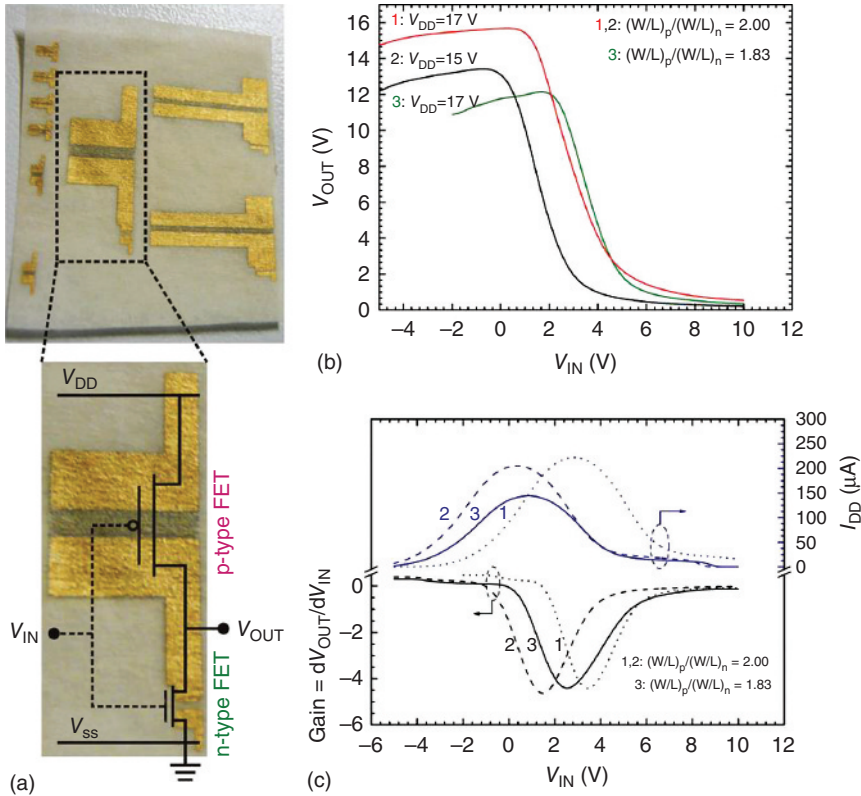 V_DD
p-type FET
V_IN
V_OUT
n-type FET
V_SS
(a)
16
14
12
10
8
6
4
2
0
V_OUT (V)
1: V_DD=17 V
2: V_DD=15 V
3: V_DD=17 V
1,2: (W/L)_p/(W/L)_n = 2.00
3: (W/L)_p/(W/L)_n = 1.83
−4 −2 0 2 4 6 8 10 12
V_IN (V)
(b)
300
250
200
150
100
50
0
I_DD (µA)
2 3 1
0
−2
−4
−6
Gain = dV_OUT/dV_IN
2 3 1
1,2: (W/L)_p/(W/L)_n = 2.00
3: (W/L)_p/(W/L)_n = 1.83
−6 −4 −2 0 2 4 6 8 10 12
V_IN (V)
(c)